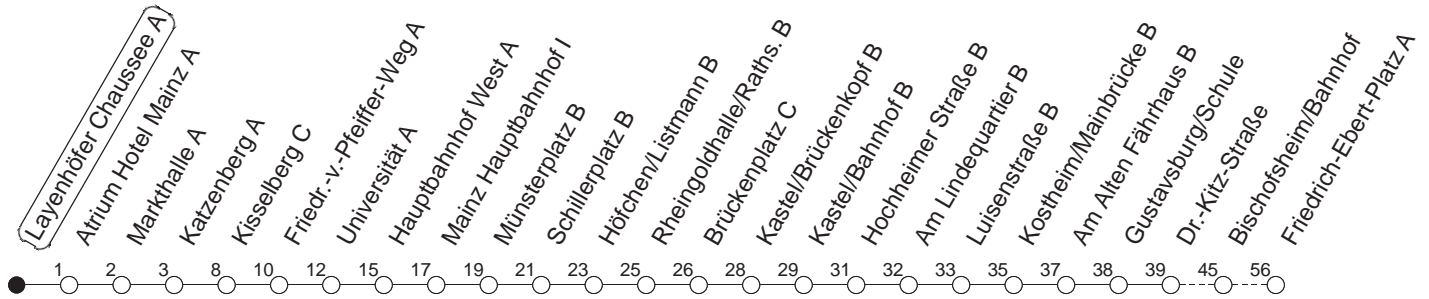 Layenhöfer Chaussee A
Atrium Hotel Mainz A
Markthalle A
Katzenberg A
Kisselberg C
Friedr.-v.-Pfeiffer-Weg A
Universität A
Hauptbahnhof West A
Mainz Hauptbahnhof I
Münsterplatz B
Schillerplatz B
Höfchen/Listmann B
Rheingoldhalle/Raths. B
Brückenplatz C
Kastel/Brückenkopf B
Kastel/Bahnhof B
Hochheimer Straße B
Am Lindequartier B
Luisenstraße B
Kostheim/Mainbrücke B
Am Alten Fährhaus B
Gustavsburg/Schule
Dr.-Kitz-Straße
Bischofsheim/Bahnhof
Friedrich-Ebert-Platz A
1 2 3 8 10 12 15 17 19 21 23 25 26 28 29 31 32 33 35 37 38 39 45 56